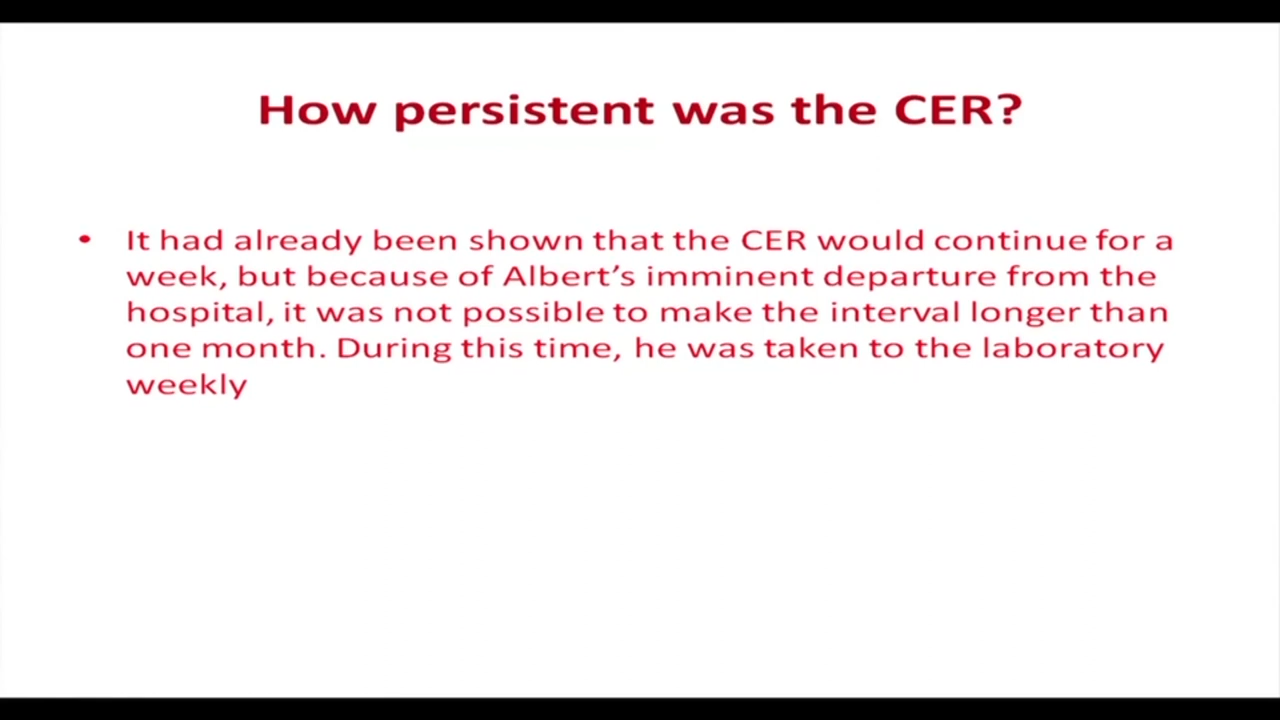 How persistent was the CER?
• It had already been shown that the CER would continue for a
week, but because of Albert’s imminent departure from the
hospital, it was not possible to make the interval longer than
one month. During this time, he was taken to the laboratory
weekly